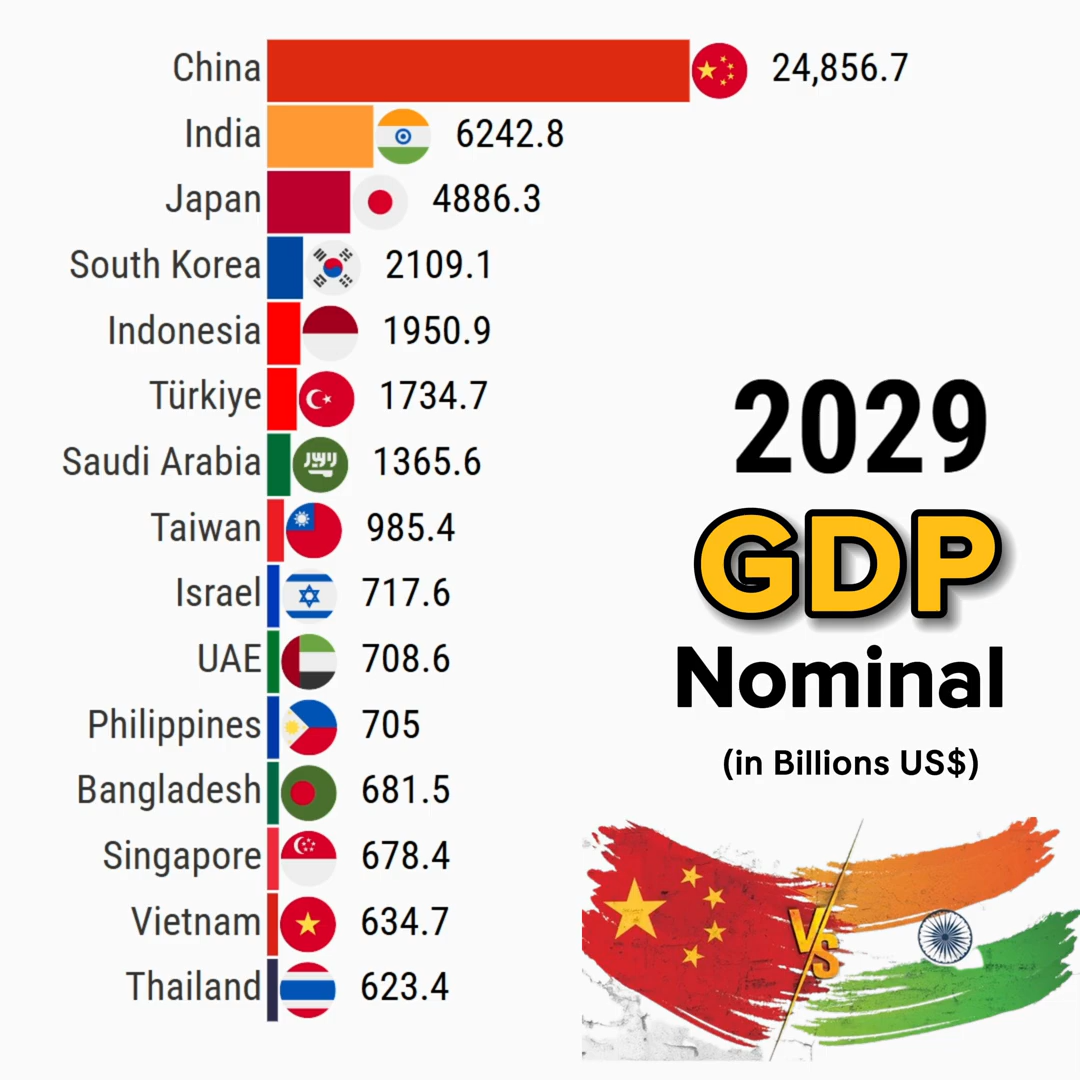 China 24,856.7
India 6242.8
Japan 4886.3
South Korea 2109.1
Indonesia 1950.9
Türkiye 1734.7
Saudi Arabia 1365.6
Taiwan 985.4
Israel 717.6
UAE 708.6
Philippines 705
Bangladesh 681.5
Singapore 678.4
Vietnam 634.7
Thailand 623.4
2029
GDP
Nominal
(in Billions US$)
VS